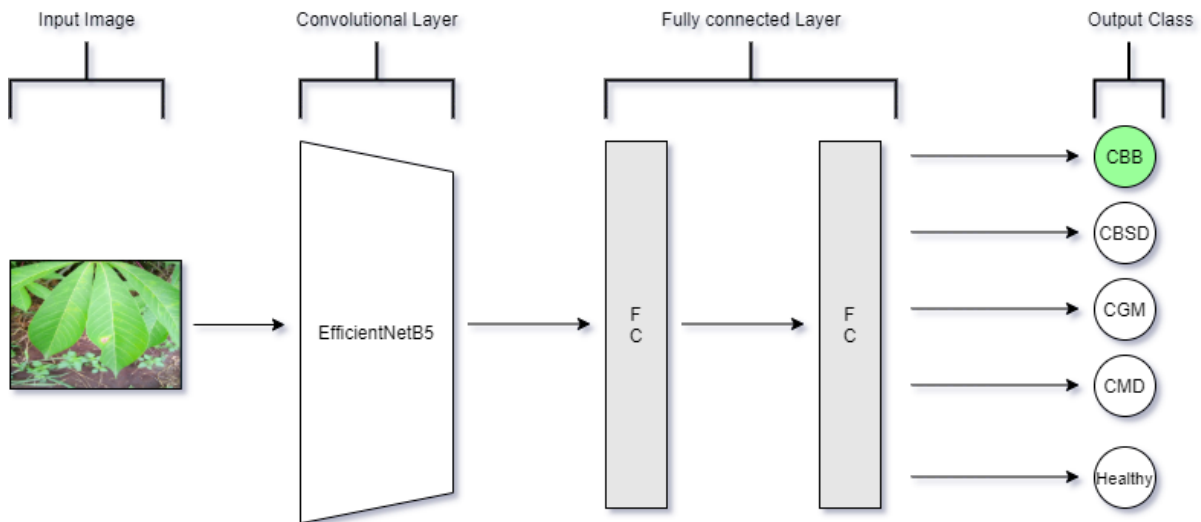 Input Image
Convolutional Layer
Fully connected Layer
Output Class
EfficientNetB5
F
C
F
C
CBB
CBSD
CGM
CMD
Healthy